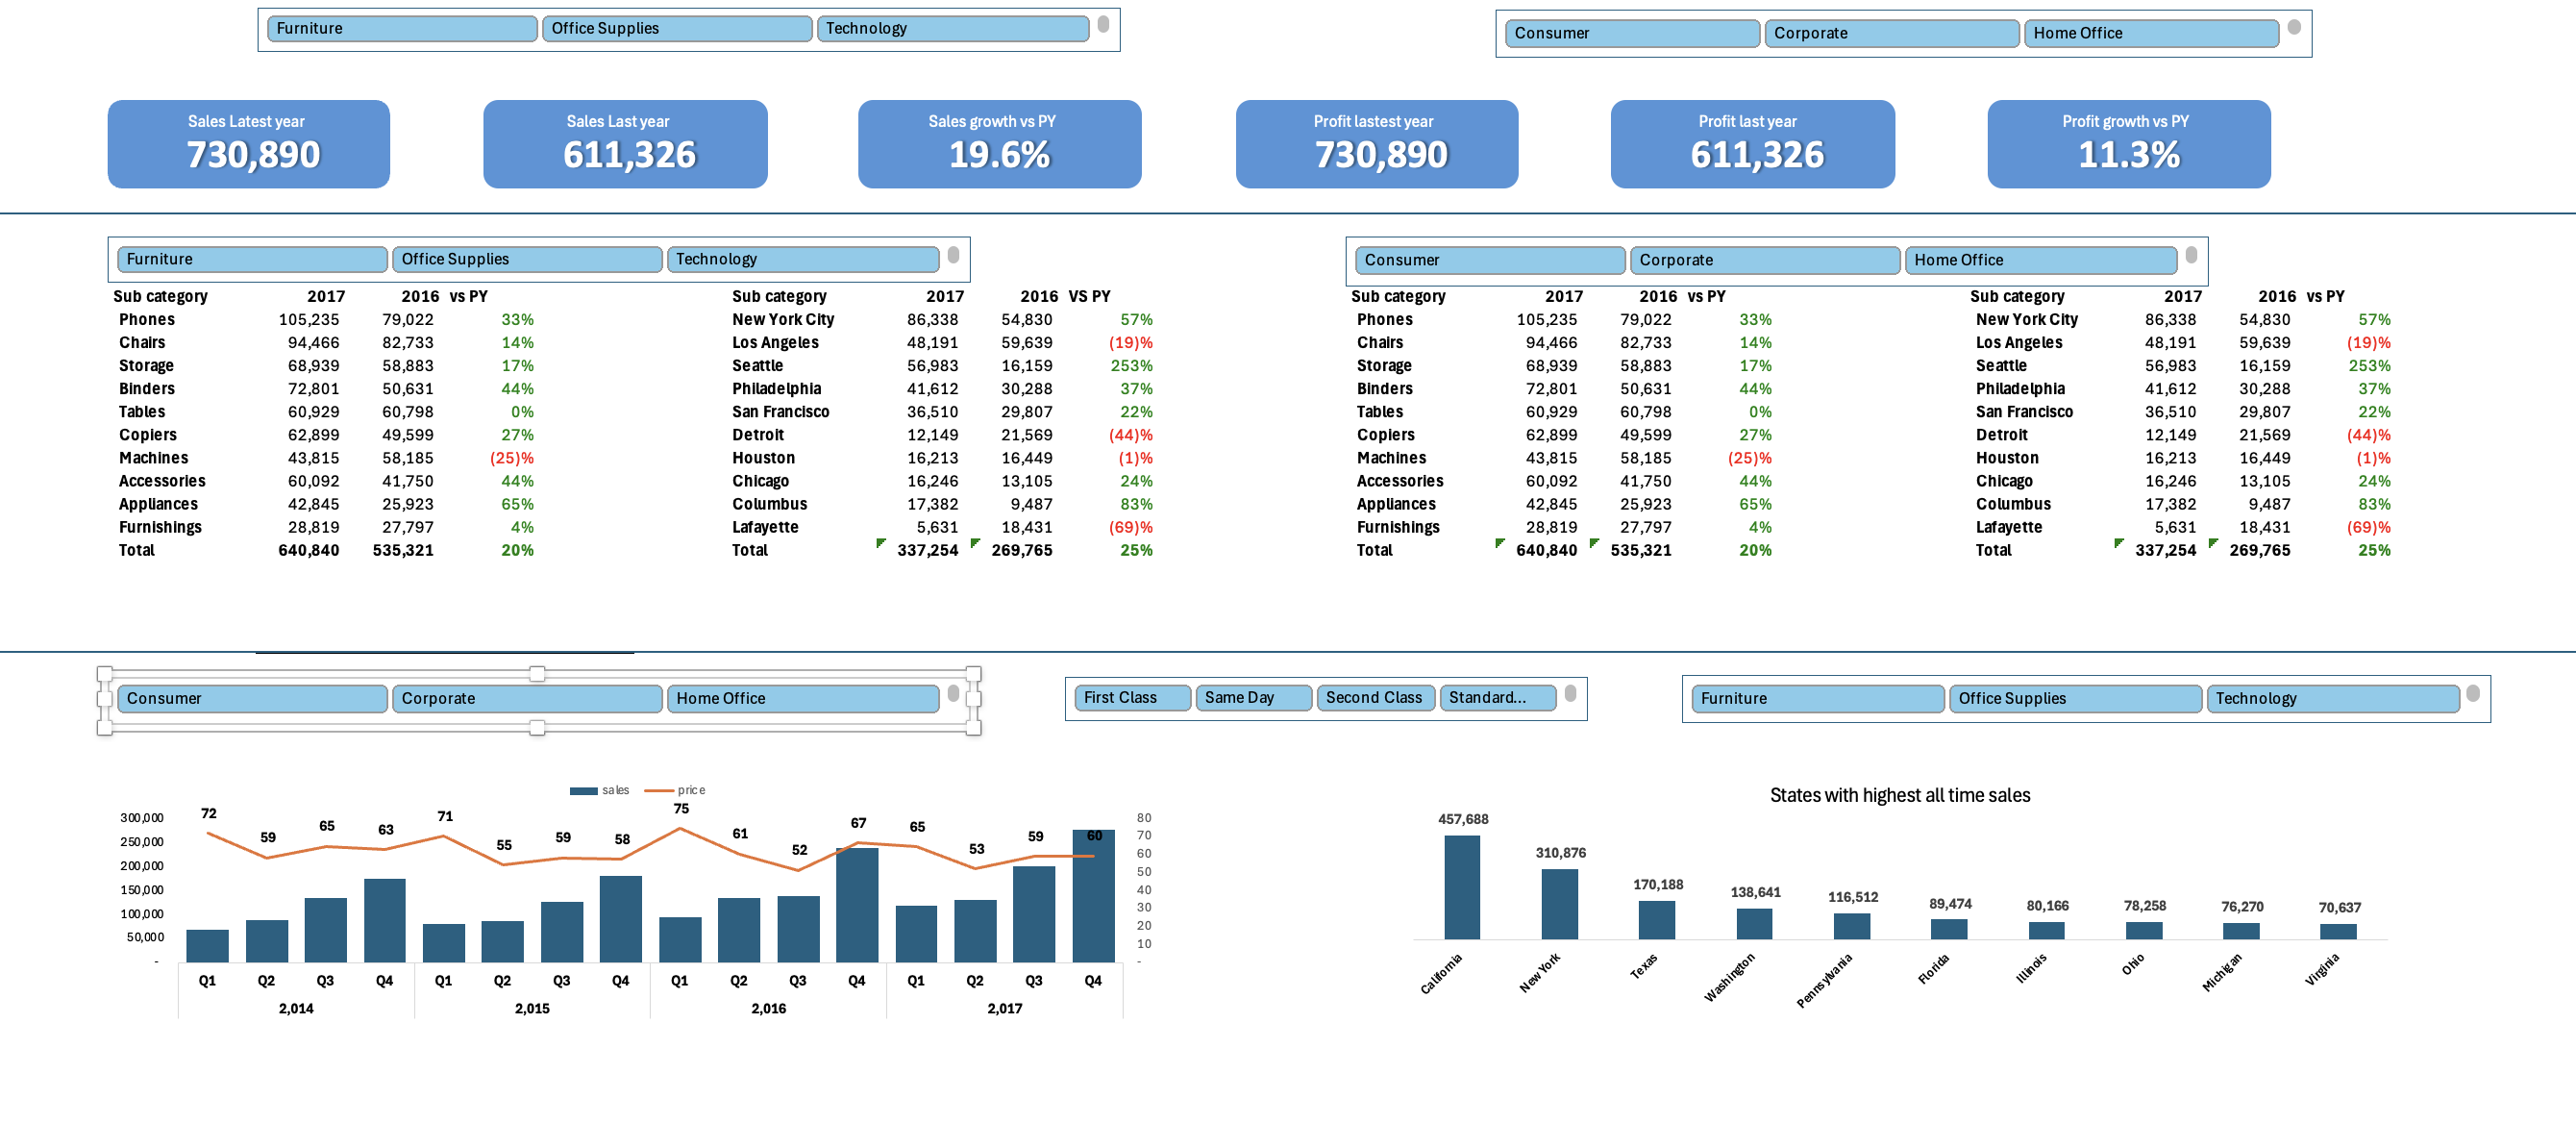 Furniture Office Supplies Technology
Consumer Corporate Home Office
Sales Latest year
730,890
Sales Last year
611,326
Sales growth vs PY
19.6%
Profit lastest year
730,890
Profit last year
611,326
Profit growth vs PY
11.3%
Furniture Office Supplies Technology
Sub category 2017 2016 vs PY
Phones 105,235 79,022 33%
Chairs 94,466 82,733 14%
Storage 68,939 58,883 17%
Binders 72,801 50,631 44%
Tables 60,929 60,798 0%
Copiers 62,899 49,599 27%
Machines 43,815 58,185 (25)%
Accessories 60,092 41,750 44%
Appliances 42,845 25,923 65%
Furnishings 28,819 27,797 4%
Total 640,840 535,321 20%
Sub category 2017 2016 VS PY
New York City 86,338 54,830 57%
Los Angeles 48,191 59,639 (19)%
Seattle 56,983 16,159 253%
Philadelphia 41,612 30,288 37%
San Francisco 36,510 29,807 22%
Detroit 12,149 21,569 (44)%
Houston 16,213 16,449 (1)%
Chicago 16,246 13,105 24%
Columbus 17,382 9,487 83%
Lafayette 5,631 18,431 (69)%
Total 337,254 269,765 25%
Consumer Corporate Home Office
Sub category 2017 2016 vs PY
Phones 105,235 79,022 33%
Chairs 94,466 82,733 14%
Storage 68,939 58,883 17%
Binders 72,801 50,631 44%
Tables 60,929 60,798 0%
Copiers 62,899 49,599 27%
Machines 43,815 58,185 (25)%
Accessories 60,092 41,750 44%
Appliances 42,845 25,923 65%
Furnishings 28,819 27,797 4%
Total 640,840 535,321 20%
Sub category 2017 2016 vs PY
New York City 86,338 54,830 57%
Los Angeles 48,191 59,639 (19)%
Seattle 56,983 16,159 253%
Philadelphia 41,612 30,288 37%
San Francisco 36,510 29,807 22%
Detroit 12,149 21,569 (44)%
Houston 16,213 16,449 (1)%
Chicago 16,246 13,105 24%
Columbus 17,382 9,487 83%
Lafayette 5,631 18,431 (69)%
Total 337,254 269,765 25%
Consumer Corporate Home Office
First Class Same Day Second Class Standard...
Furniture Office Supplies Technology
sales price
300,000
250,000
200,000
150,000
100,000
50,000
-
72 59 65 63 71 55 59 58 75 61 52 67 65 53 59 60
80
70
60
50
40
30
20
10
-
Q1 Q2 Q3 Q4 Q1 Q2 Q3 Q4 Q1 Q2 Q3 Q4 Q1 Q2 Q3 Q4
2,014 2,015 2,016 2,017
States with highest all time sales
457,688 310,876 170,188 138,641 116,512 89,474 80,166 78,258 76,270 70,637
California New York Texas Washington Pennsylvania Florida Illinois Ohio Michigan Virginia